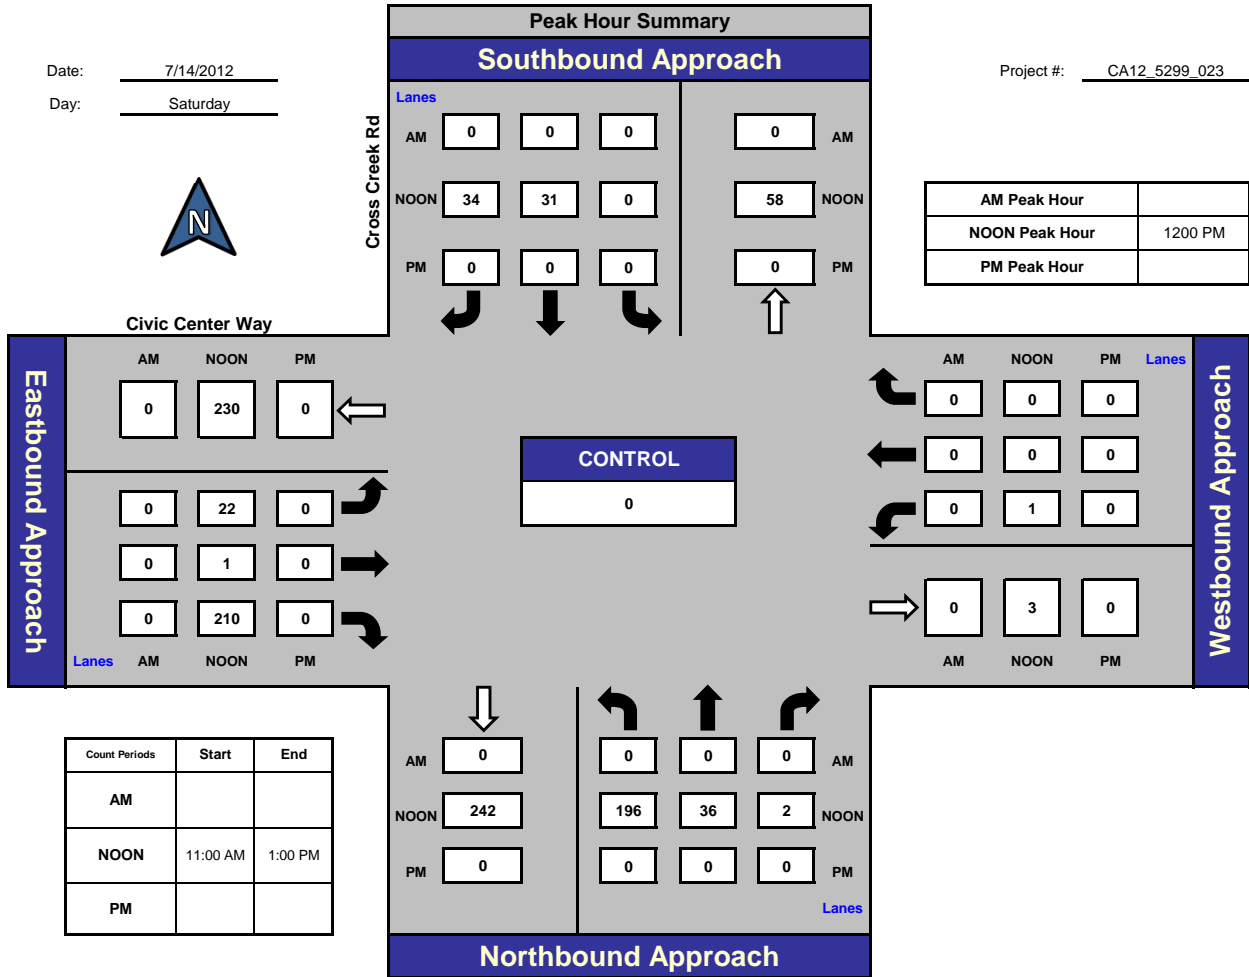 Peak Hour Summary
Southbound Approach
Date: 7/14/2012
Project #: CA12_5299_023
Day: Saturday
Cross Creek Rd
Lanes
AM 0 0 0 0 AM
NOON 34 31 0 58 NOON
PM 0 0 0 0 PM
N
AM Peak Hour
NOON Peak Hour 1200 PM
PM Peak Hour
Civic Center Way
Eastbound Approach
AM NOON PM
0 230 0
0 22 0
0 1 0
0 210 0
Lanes AM NOON PM
CONTROL
0
AM NOON PM Lanes
0 0 0
0 0 0
0 1 0
0 3 0
AM NOON PM
Westbound Approach
Count Periods Start End
AM
NOON 11:00 AM 1:00 PM
PM
AM 0 0 0 0 AM
NOON 242 196 36 2 NOON
PM 0 0 0 0 PM
Lanes
Northbound Approach